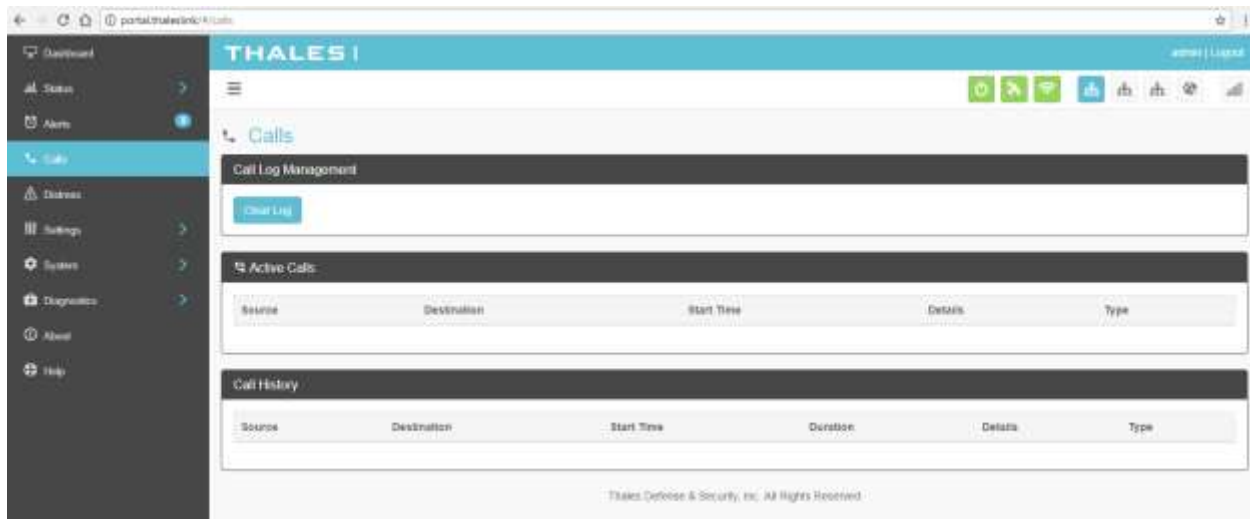 portal.thaleslink/#/calls
Dashboard
THALES
admin | Logout
Status
Alerts
Calls
Calls
Call Log Management
Distress
Clear Log
Settings
System
Active Calls
Diagnostics
Source Destination Start Time Details Type
About
Help
Call History
Source Destination Start Time Duration Details Type
Thales Defense & Security, Inc. All Rights Reserved